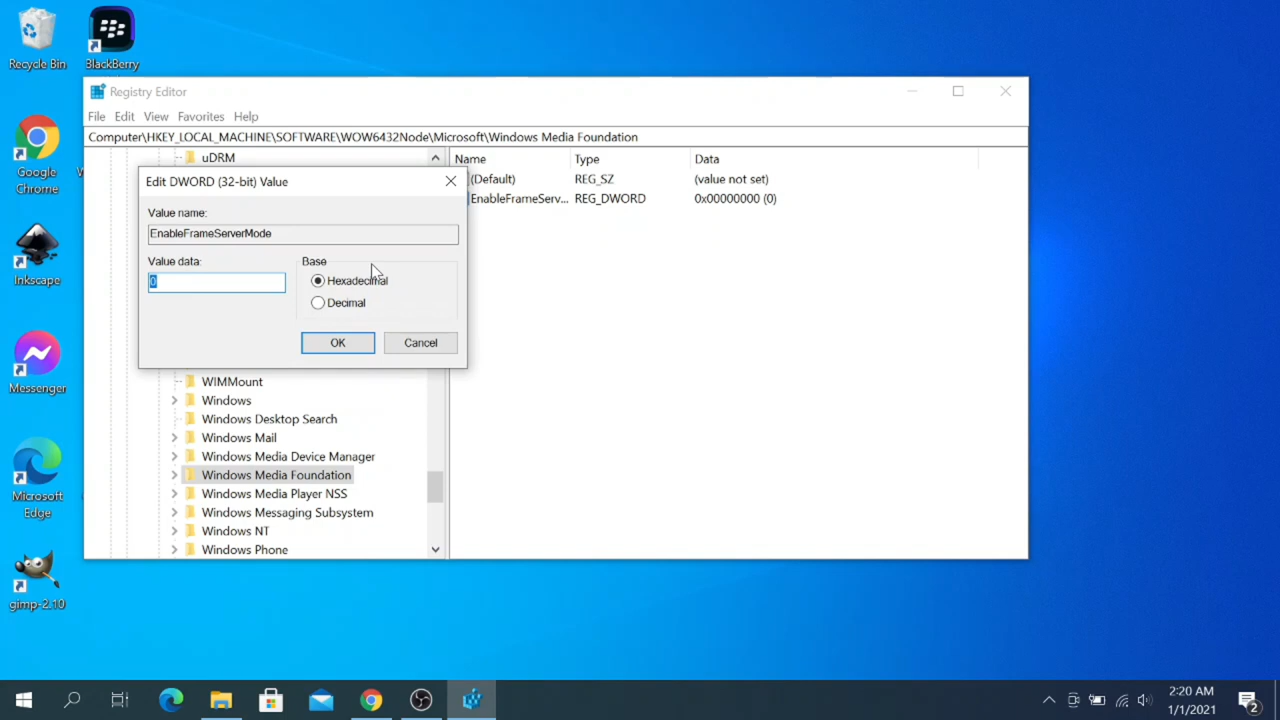 Recycle Bin
BlackBerry
Google
Chrome
Inkscape
Messenger
Microsoft
Edge
gimp-2.10
Registry Editor
File Edit View Favorites Help
Computer\HKEY_LOCAL_MACHINE\SOFTWARE\WOW6432Node\Microsoft\Windows Media Foundation
uDRM
Name Type Data
(Default) REG_SZ (value not set)
EnableFrameServ... REG_DWORD 0x00000000 (0)
Edit DWORD (32-bit) Value
Value name:
EnableFrameServerMode
Value data:
0
Base
Hexadecimal
Decimal
OK Cancel
WIMMount
Windows
Windows Desktop Search
Windows Mail
Windows Media Device Manager
Windows Media Foundation
Windows Media Player NSS
Windows Messaging Subsystem
Windows NT
Windows Phone
2:20 AM
1/1/2021
2